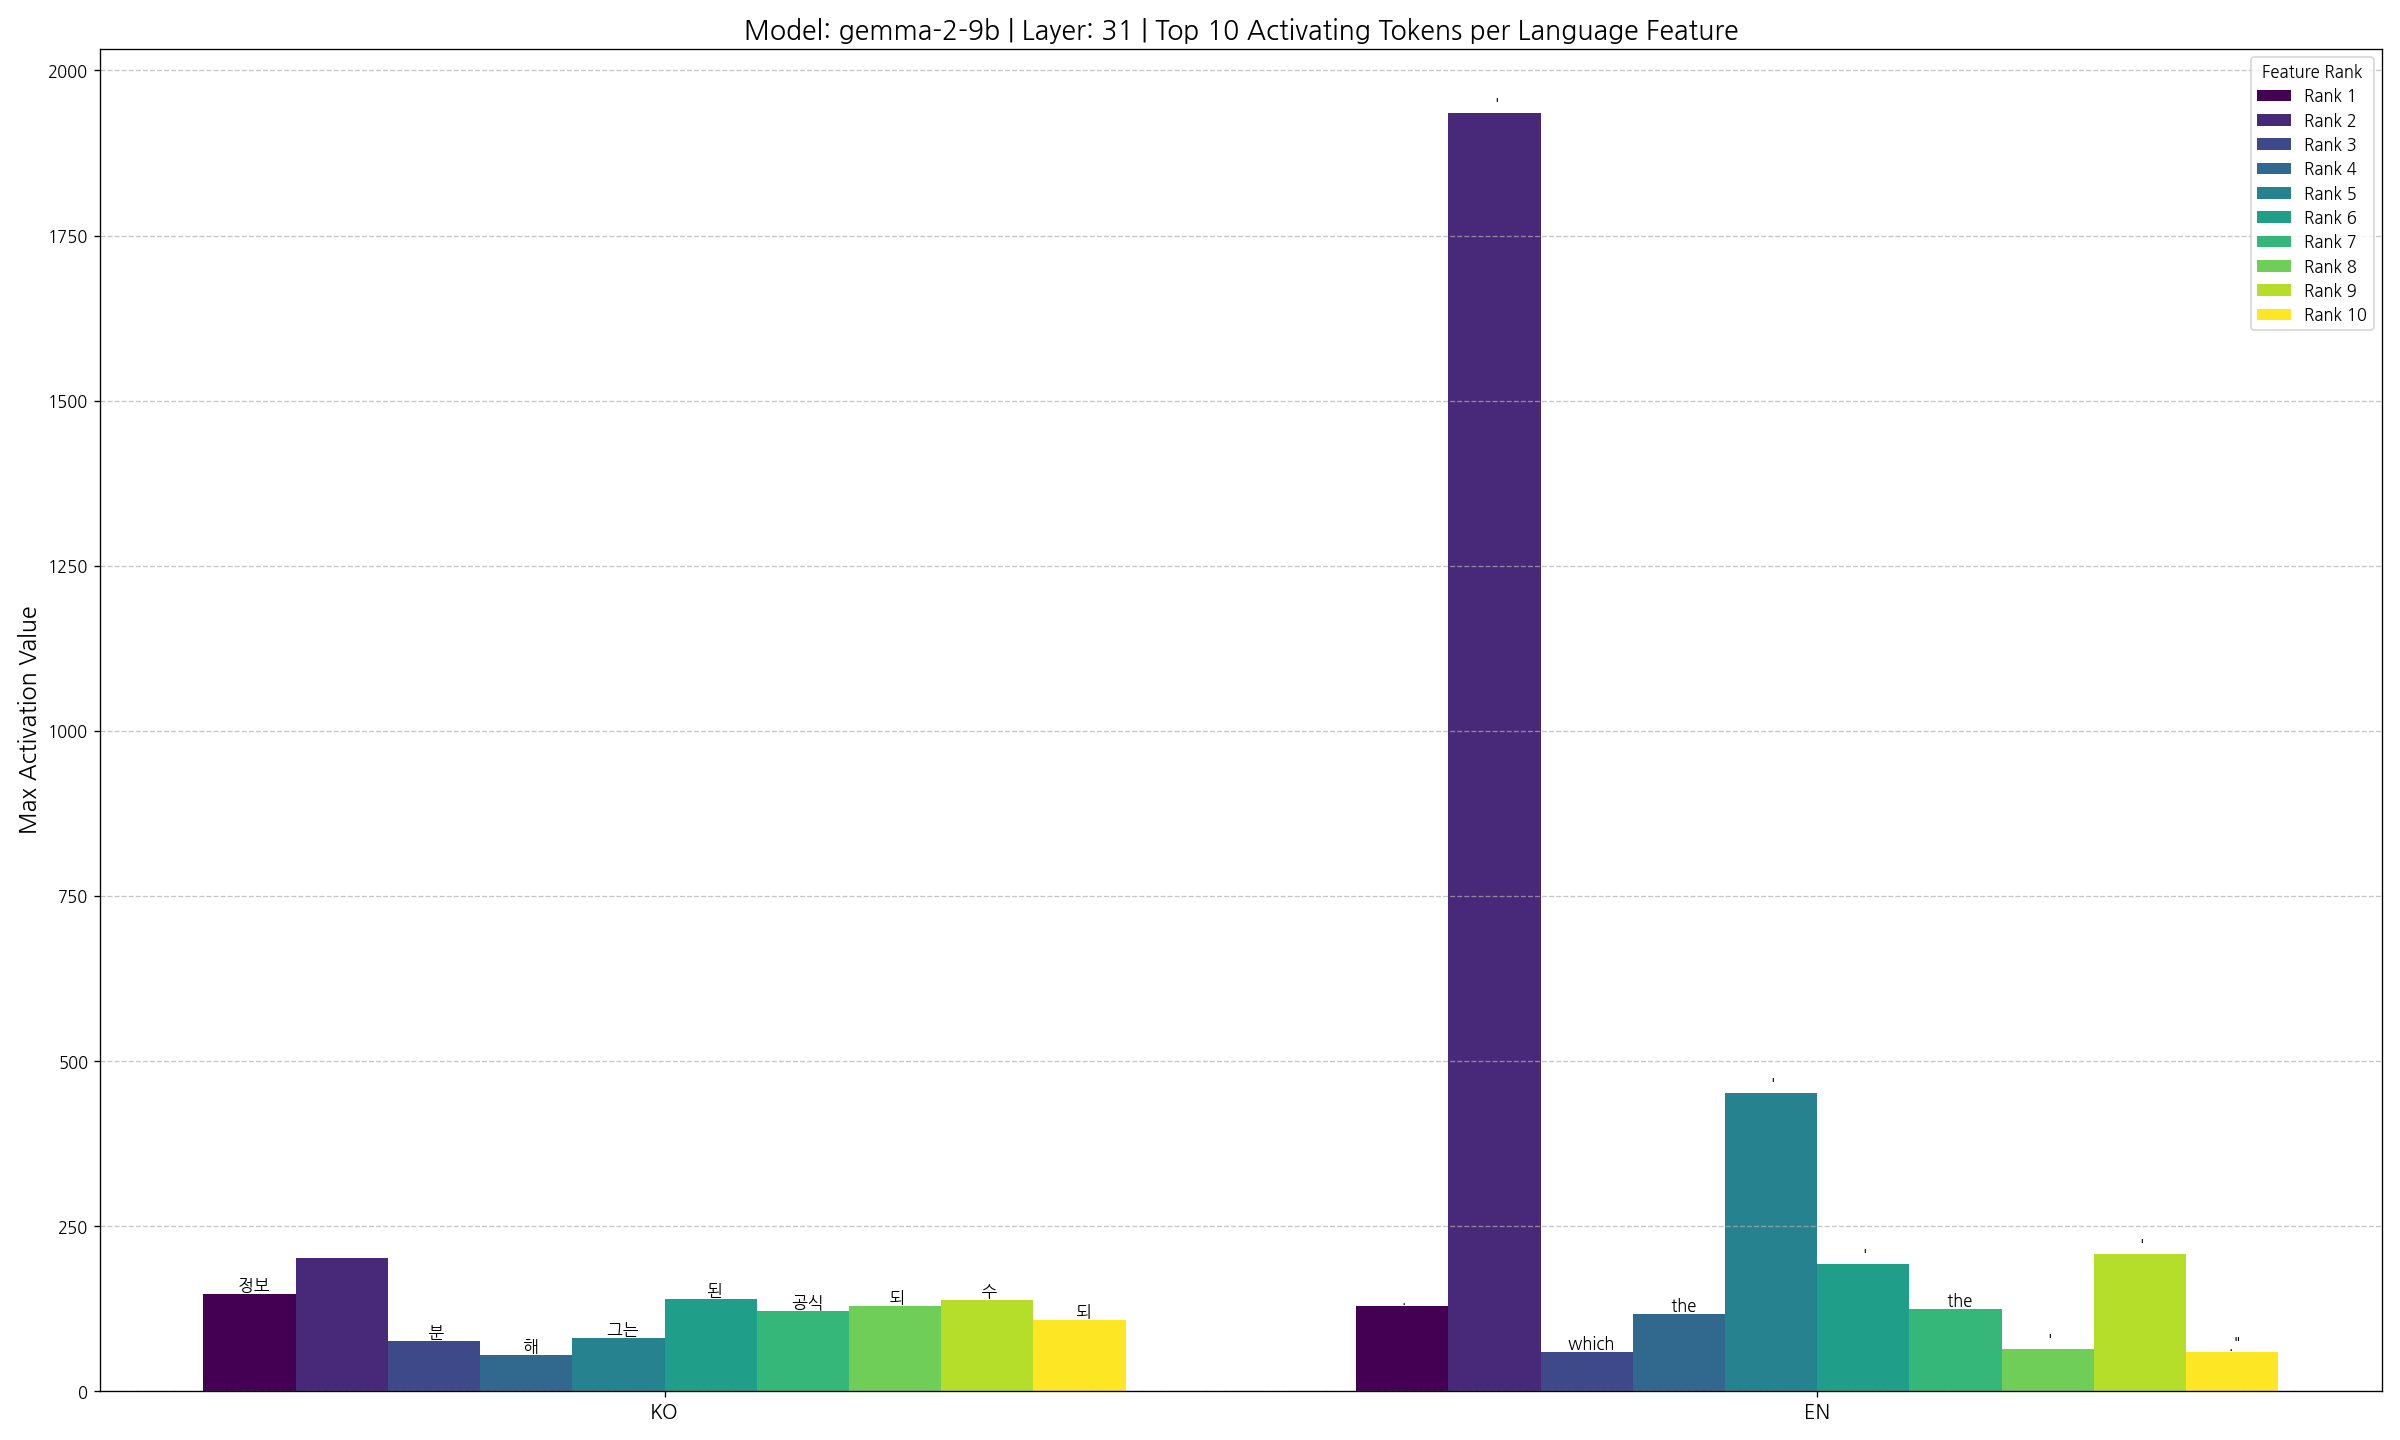 Model: gemma-2-9b | Layer: 31 | Top 10 Activating Tokens per Language Feature
Max Activation Value
2000
1750
1500
1250
1000
750
500
250
0
정보
분
해
그는
된
공식
되
수
되
.
'
which
the
'
'
the
'
'
."
KO
EN
Feature Rank
Rank 1
Rank 2
Rank 3
Rank 4
Rank 5
Rank 6
Rank 7
Rank 8
Rank 9
Rank 10